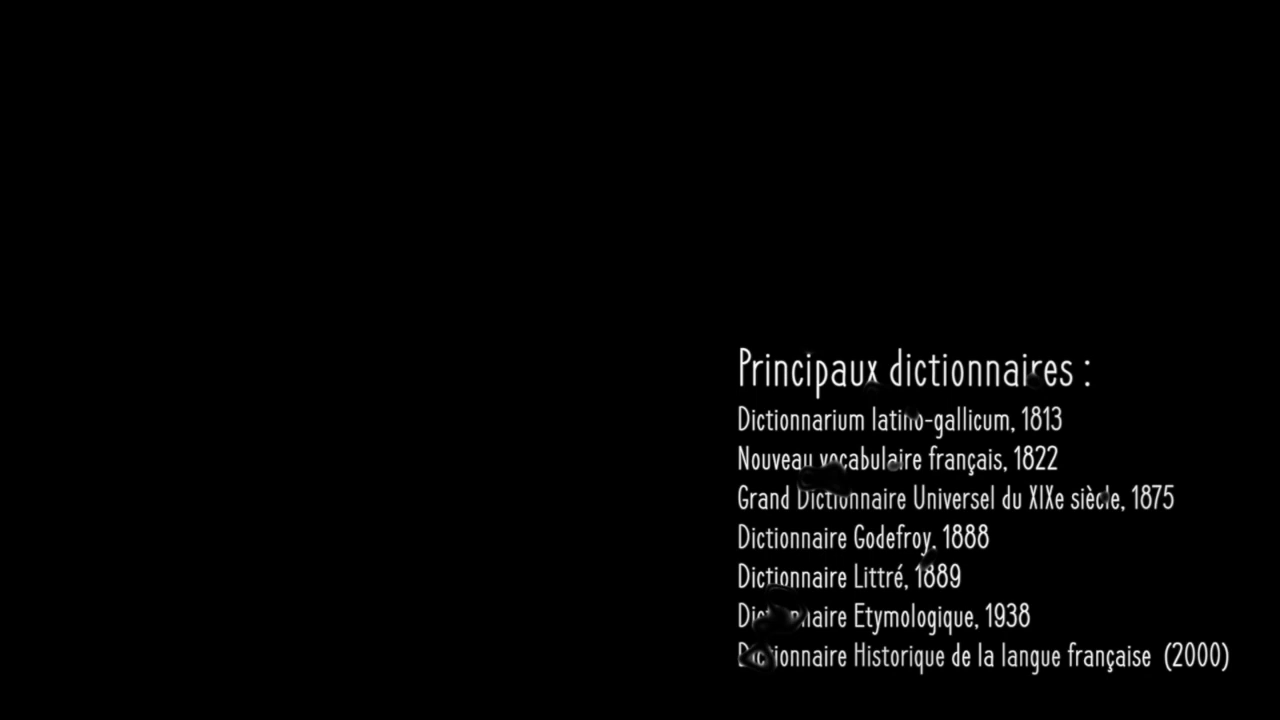 Principaux dictionnaires :
Dictionnarium latino-gallicum, 1813
Nouveau vocabulaire français, 1822
Grand Dictionnaire Universel du XIXe siècle, 1875
Dictionnaire Godefroy, 1888
Dictionnaire Littré, 1889
Dictionnaire Etymologique, 1938
Dictionnaire Historique de la langue française (2000)